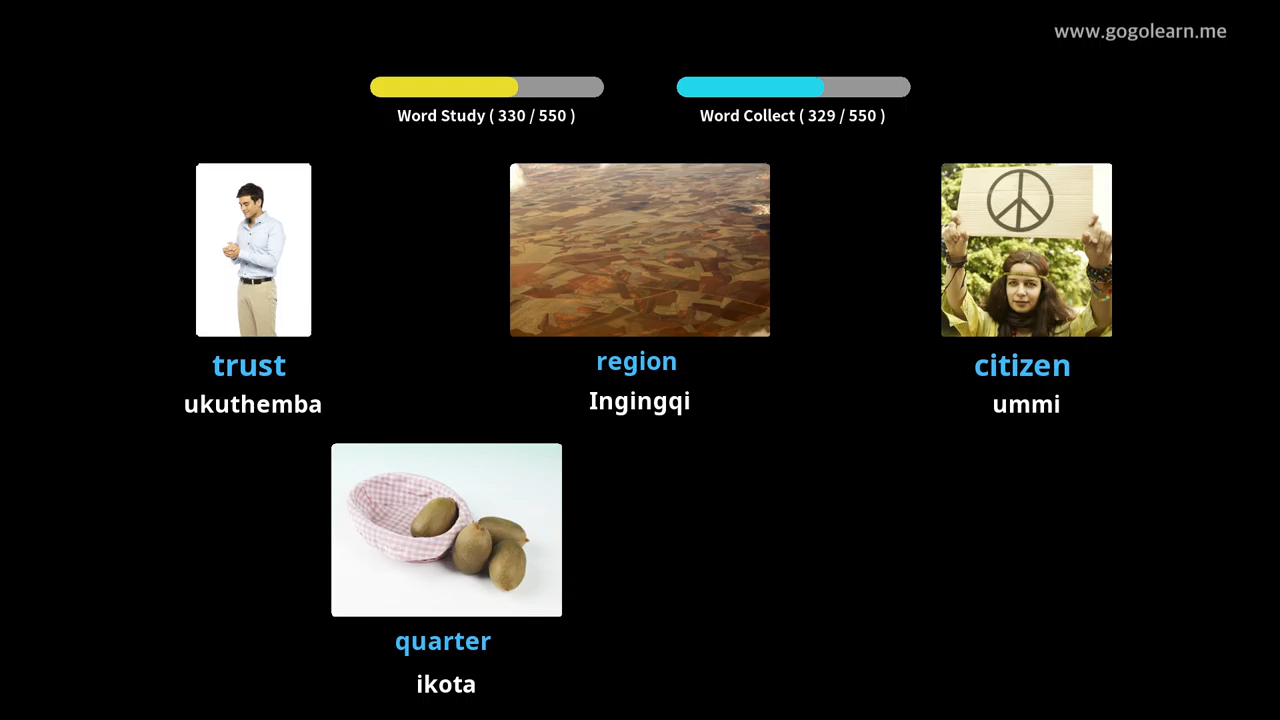 www.gogolearn.me
Word Study ( 330 / 550 )
Word Collect ( 329 / 550 )
trust
ukuthemba
region
Ingingqi
citizen
ummi
quarter
ikota